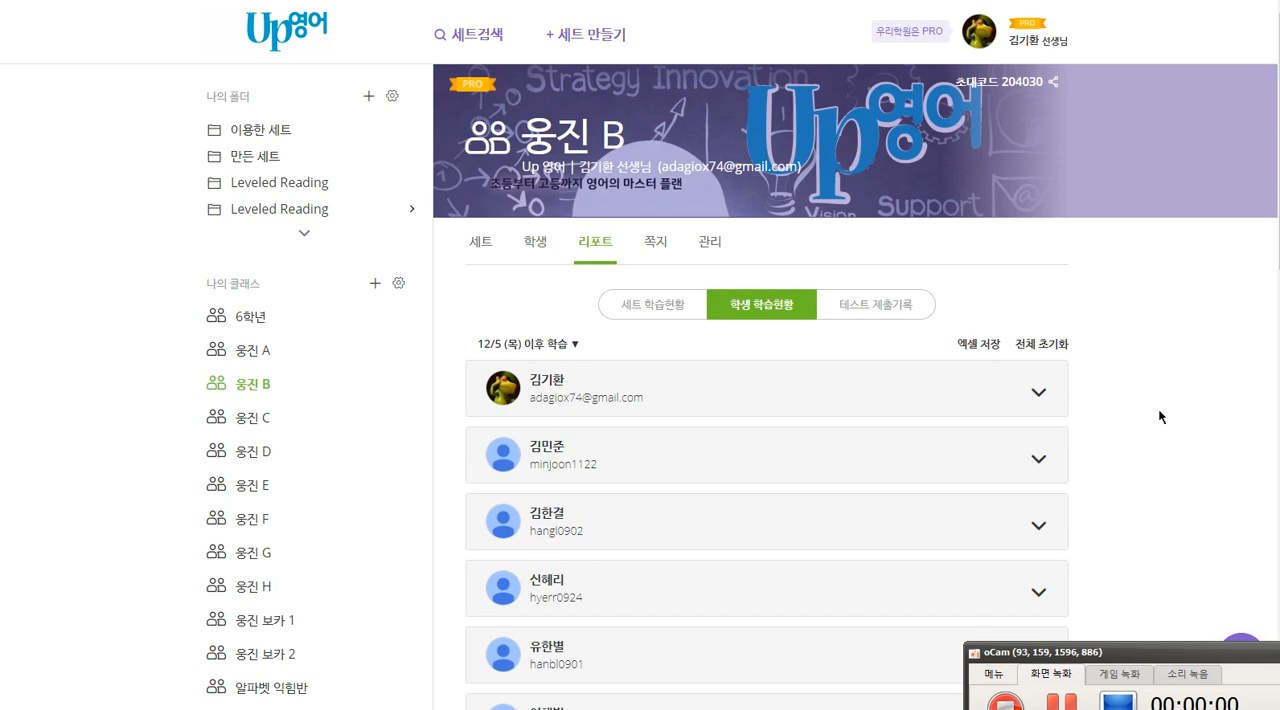 Up영어
세트검색
+ 세트 만들기
우리학원은 PRO
PRO
김기환 선생님
나의 폴더
이용한 세트
만든 세트
Leveled Reading
Leveled Reading
나의 클래스
6학년
웅진 A
웅진 B
웅진 C
웅진 D
웅진 E
웅진 F
웅진 G
웅진 H
웅진 보카 1
웅진 보카 2
알파벳 익힘반
PRO
Strategy Innovation
초대코드 204030
웅진 B
Up영어
Up 영어 | 김기환 선생님 (adagiox74@gmail.com)
초등부터 고등까지 영어의 마스터 플랜
Vision
Support
세트
학생
리포트
쪽지
관리
세트 학습현황
학생 학습현황
테스트 제출기록
12/5 (목) 이후 학습 ▼
엑셀 저장
전체 초기화
김기환
adagiox74@gmail.com
김민준
minjoon1122
김한결
hangl0902
신혜리
hyerr0924
유한별
hanbl0901
oCam (93, 159, 1596, 886)
메뉴
화면 녹화
게임 녹화
소리 녹음
00:00:00